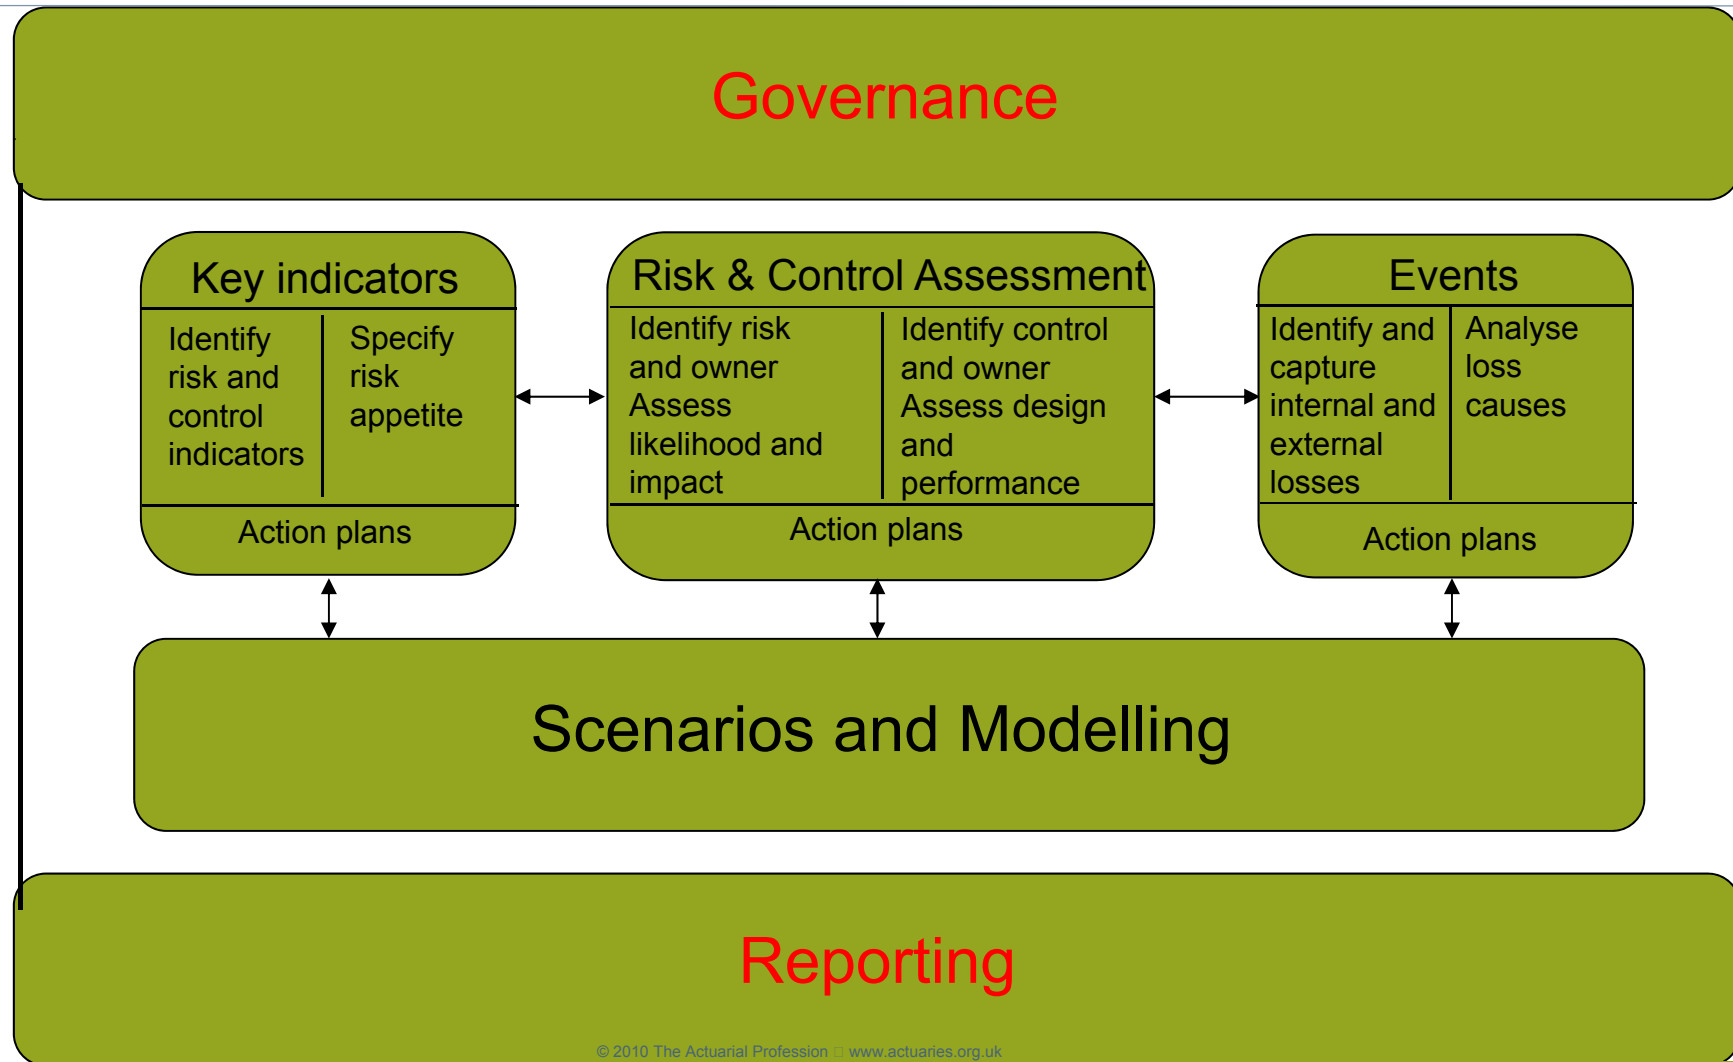 Governance
Key indicators
Identify
risk and
control
indicators
Specify
risk
appetite
Action plans
Risk & Control Assessment
Identify risk
and owner
Assess
likelihood and
impact
Identify control
and owner
Assess design
and
performance
Action plans
Events
Identify and
capture
internal and
external
losses
Analyse
loss
causes
Action plans
Scenarios and Modelling
Reporting
© 2010 The Actuarial Profession □ www.actuaries.org.uk